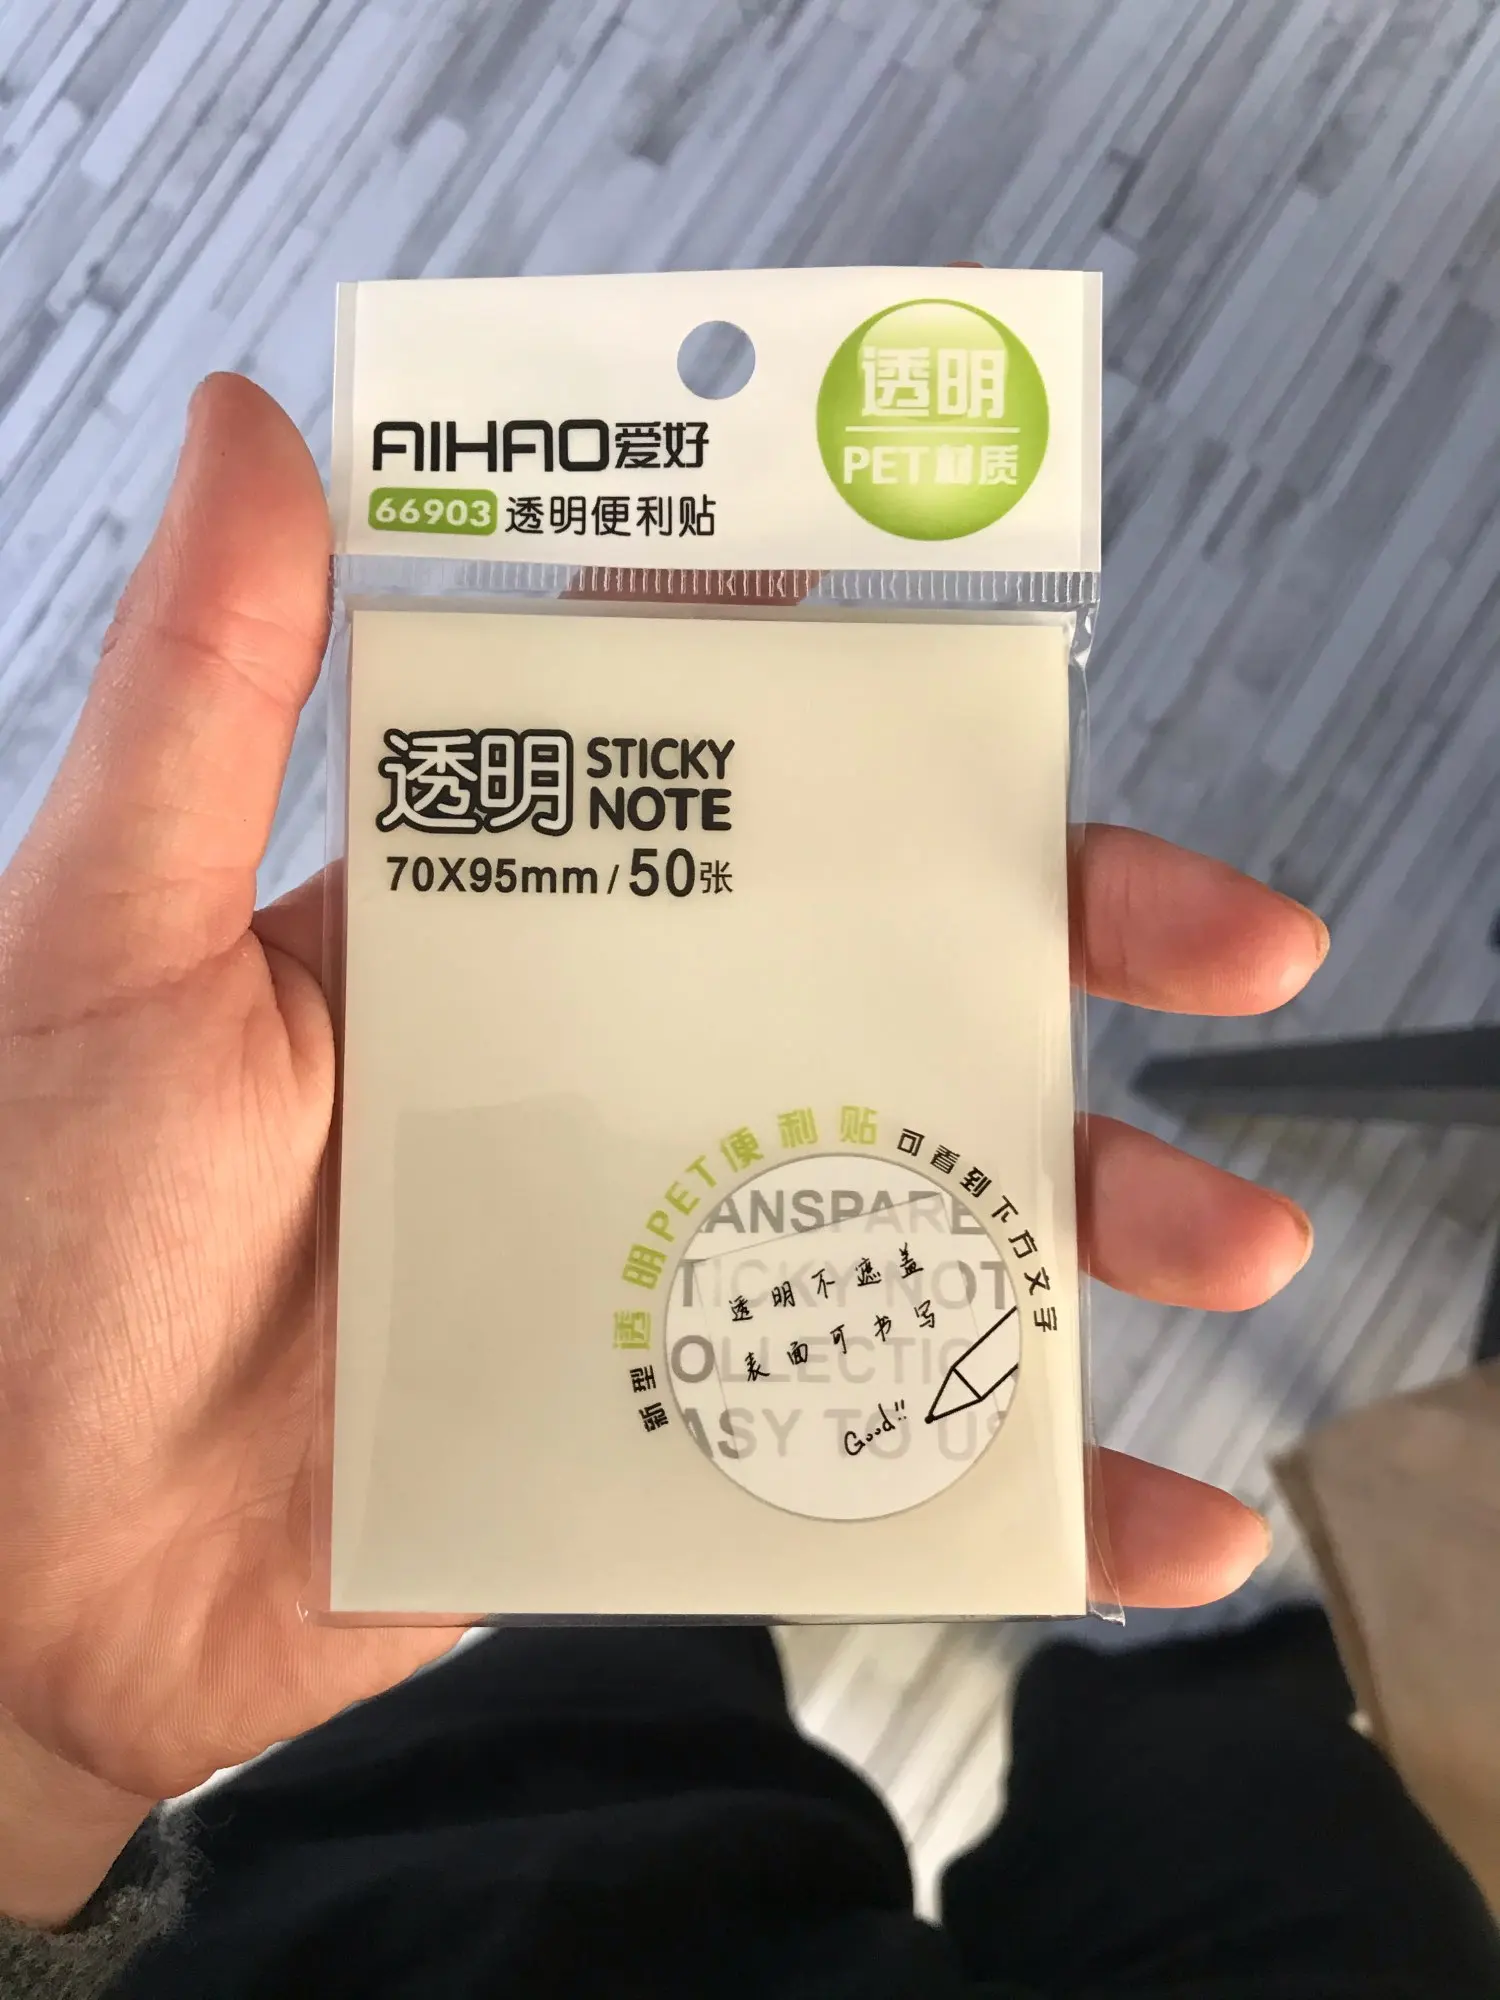 透明
PET材质
AIHAO爱好
66903 透明便利贴
透明 STICKY
NOTE
70X95mm / 50张
新型透明PET便利贴 可看到下方文字
ANSPARE
TICKY NOT
OLLECTIO
ASY TO US
透明不遮盖
表面可书写
Good!!